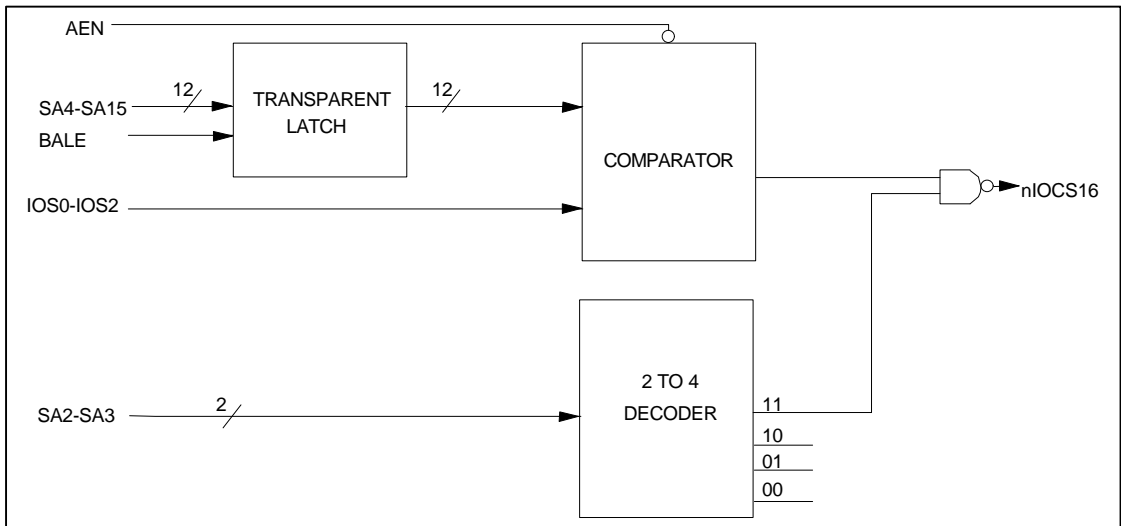 AEN
SA4-SA15
12
BALE
TRANSPARENT
LATCH
12
COMPARATOR
IOS0-IOS2
nIOCS16
SA2-SA3
2
2 TO 4
DECODER
11
10
01
00